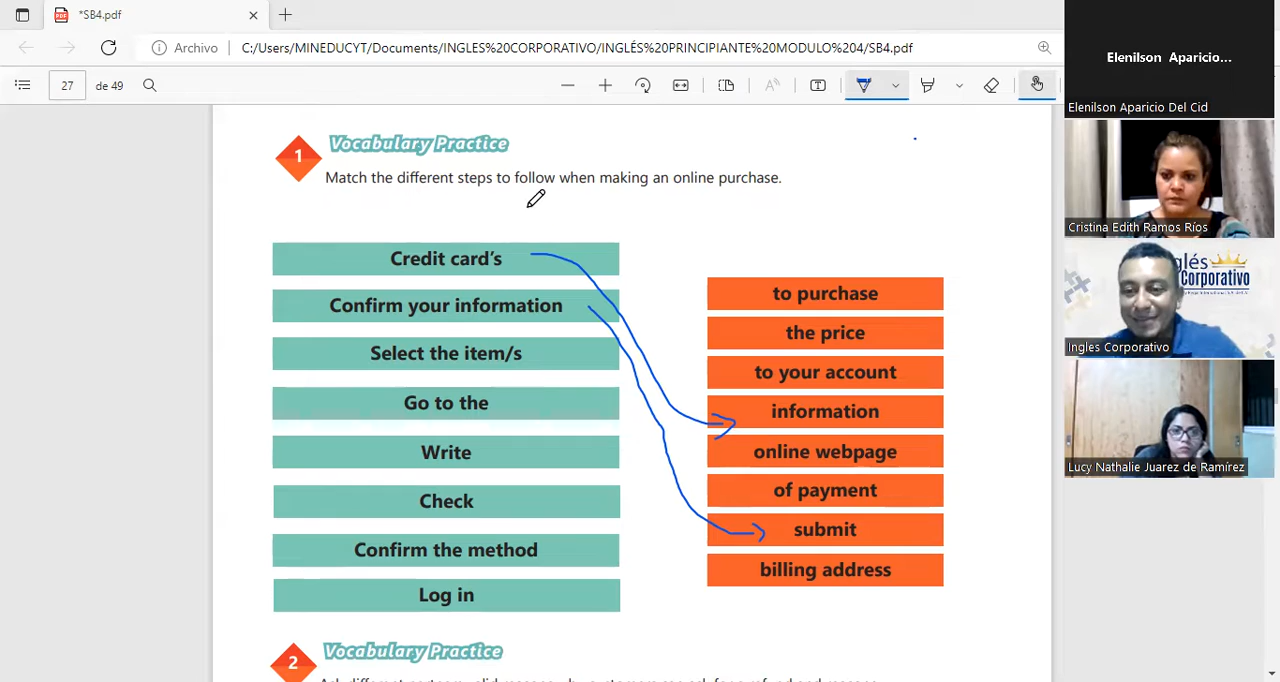 *SB4.pdf
Archivo
C:/Users/MINEDUCYT/Documents/INGLES%20CORPORATIVO/INGLÉS%20PRINCIPIANTE%20MODULO%204/SB4.pdf
27
de 49
1
Vocabulary Practice
Match the different steps to follow when making an online purchase.
Credit card's
Confirm your information
Select the item/s
Go to the
Write
Check
Confirm the method
Log in
to purchase
the price
to your account
information
online webpage
of payment
submit
billing address
2
Vocabulary Practice
Elenilson Aparicio...
Elenilson Aparicio Del Cid
Cristina Edith Ramos Ríos
Inglés
Corporativo
Ingles Corporativo
Lucy Nathalie Juarez de Ramírez